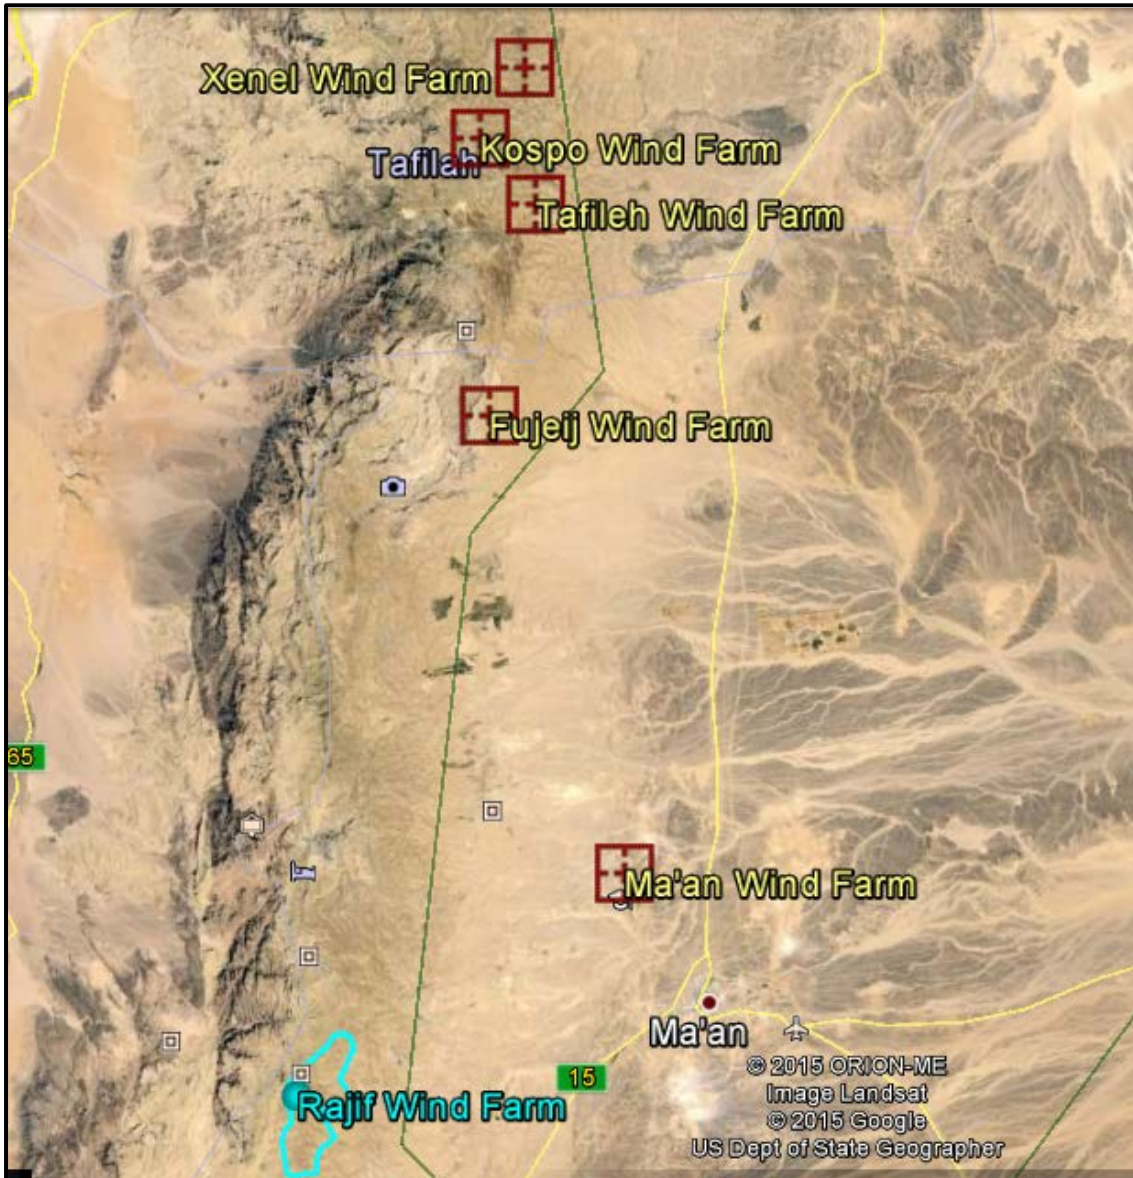 Xenel Wind Farm
Kospo Wind Farm
Tafilah
Tafileh Wind Farm
Fujeij Wind Farm
65
Ma'an Wind Farm
Ma'an
15
Rajif Wind Farm
© 2015 ORION-ME
Image Landsat
© 2015 Google
US Dept of State Geographer